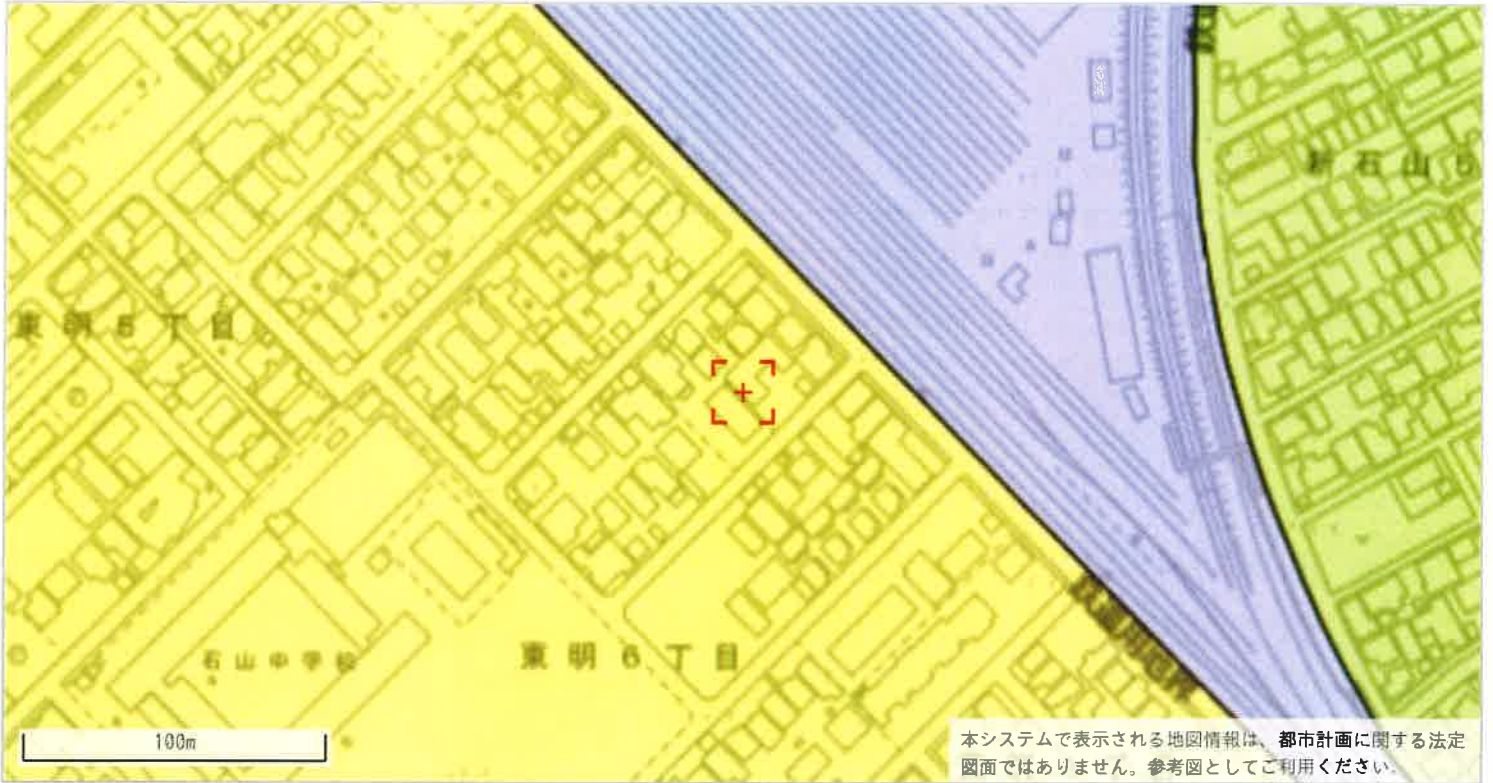 新石山5
東明5丁目
石山中学校
東明6丁目
100m
本システムで表示される地図情報は、都市計画に関する法定
図面ではありません。参考図としてご利用ください。